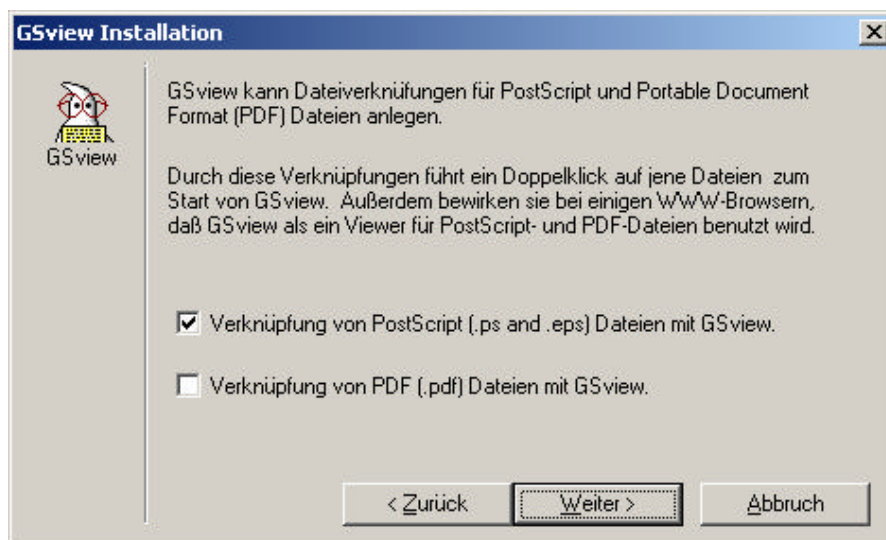 GSview Installation
GSview
GSview kann Dateiverknüfungen für PostScript und Portable Document
Format (PDF) Dateien anlegen.
Durch diese Verknüpfungen führt ein Doppelklick auf jene Dateien zum
Start von GSview. Außerdem bewirken sie bei einigen WWW-Browsern,
daß GSview als ein Viewer für PostScript- und PDF-Dateien benutzt wird.
Verknüpfung von PostScript (.ps and .eps) Dateien mit GSview.
Verknüpfung von PDF (.pdf) Dateien mit GSview.
< Zurück
Weiter >
Abbruch